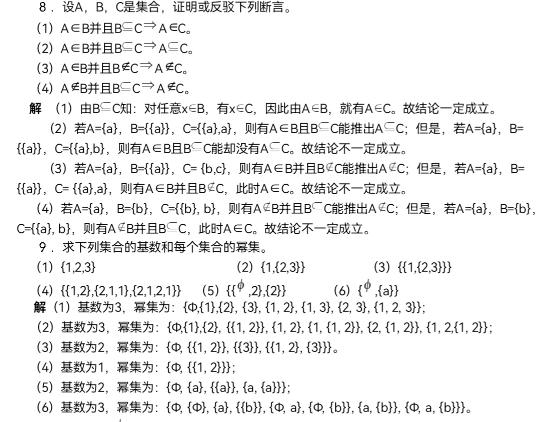 8．设A，B，C是集合，证明或反驳下列断言。
（1）A∈B并且B⊆C⇒A∈C。
（2）A∈B并且B⊆C⇒A⊆C。
（3）A∈B并且B∉C⇒A∉C。
（4）A∉B并且B⊆C⇒A∉C。
解 （1）由B⊆C知：对任意x∈B，有x∈C，因此由A∈B，就有A∈C。故结论一定成立。
（2）若A={a}，B={{a}}，C={{a},a}，则有A∈B且B⊂C能推出A⊂C；但是，若A={a}，B=
{{a}}，C={{a},b}，则有A∈B且B⊂C能却没有A⊂C。故结论不一定成立。
（3）若A={a}，B={{a}}，C= {b,c}，则有A∈B并且B⊄C能推出A⊄C；但是，若A={a}，B=
{{a}}，C= {{a},a}，则有A∈B并且B⊄C，此时A∈C。故结论不一定成立。
（4）若A={a}，B={b}，C={{b}, b}，则有A⊄B并且B⊂C能推出A⊄C；但是，若A={a}，B={b}，
C={{a}, b}，则有A⊄B并且B⊂C，此时A∈C。故结论不一定成立。
9．求下列集合的基数和每个集合的幂集。
（1）{1,2,3} （2）{1,{2,3}} （3）{{1,{2,3}}}
（4）{{1,2},{2,1,1},{2,1,2,1}} （5）{{ϕ,2},{2}} （6）{ϕ,{a}}
解（1）基数为3，幂集为：{Φ,{1},{2}, {3}, {1, 2}, {1, 3}, {2, 3}, {1, 2, 3}}；
（2）基数为3，幂集为：{Φ,{1},{2}, {{1, 2}}, {1, 2}, {1, {1, 2}}, {2, {1, 2}}, {1, 2,{1, 2}}；
（3）基数为2，幂集为：{Φ, {{1, 2}}, {{3}}, {{1, 2}, {3}}}。
（4）基数为1，幂集为：{Φ, {{1, 2}}}；
（5）基数为2，幂集为：{Φ, {a}, {{a}}, {a, {a}}}；
（6）基数为3，幂集为：{Φ, {Φ}, {a}, {{b}}, {Φ, a}, {Φ, {b}}, {a, {b}}, {Φ, a, {b}}}。